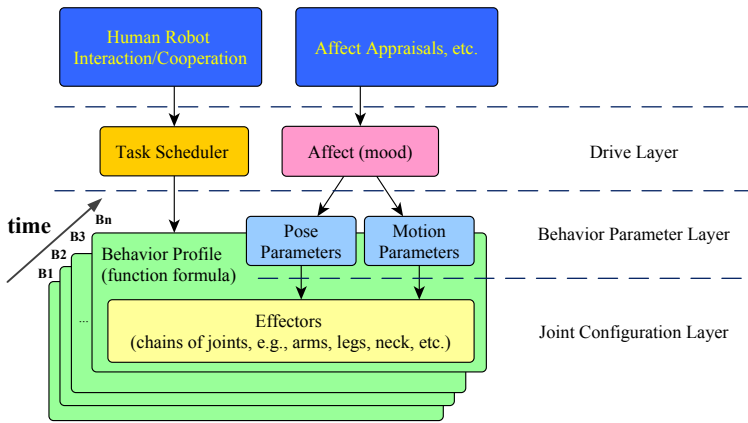 Human Robot
Interaction/Cooperation
Affect Appraisals, etc.
Task Scheduler
Affect (mood)
Drive Layer
time
Bn
B3
B2
B1
Pose
Parameters
Motion
Parameters
Behavior Parameter Layer
Behavior Profile
(function formula)
...
Effectors
(chains of joints, e.g., arms, legs, neck, etc.)
Joint Configuration Layer